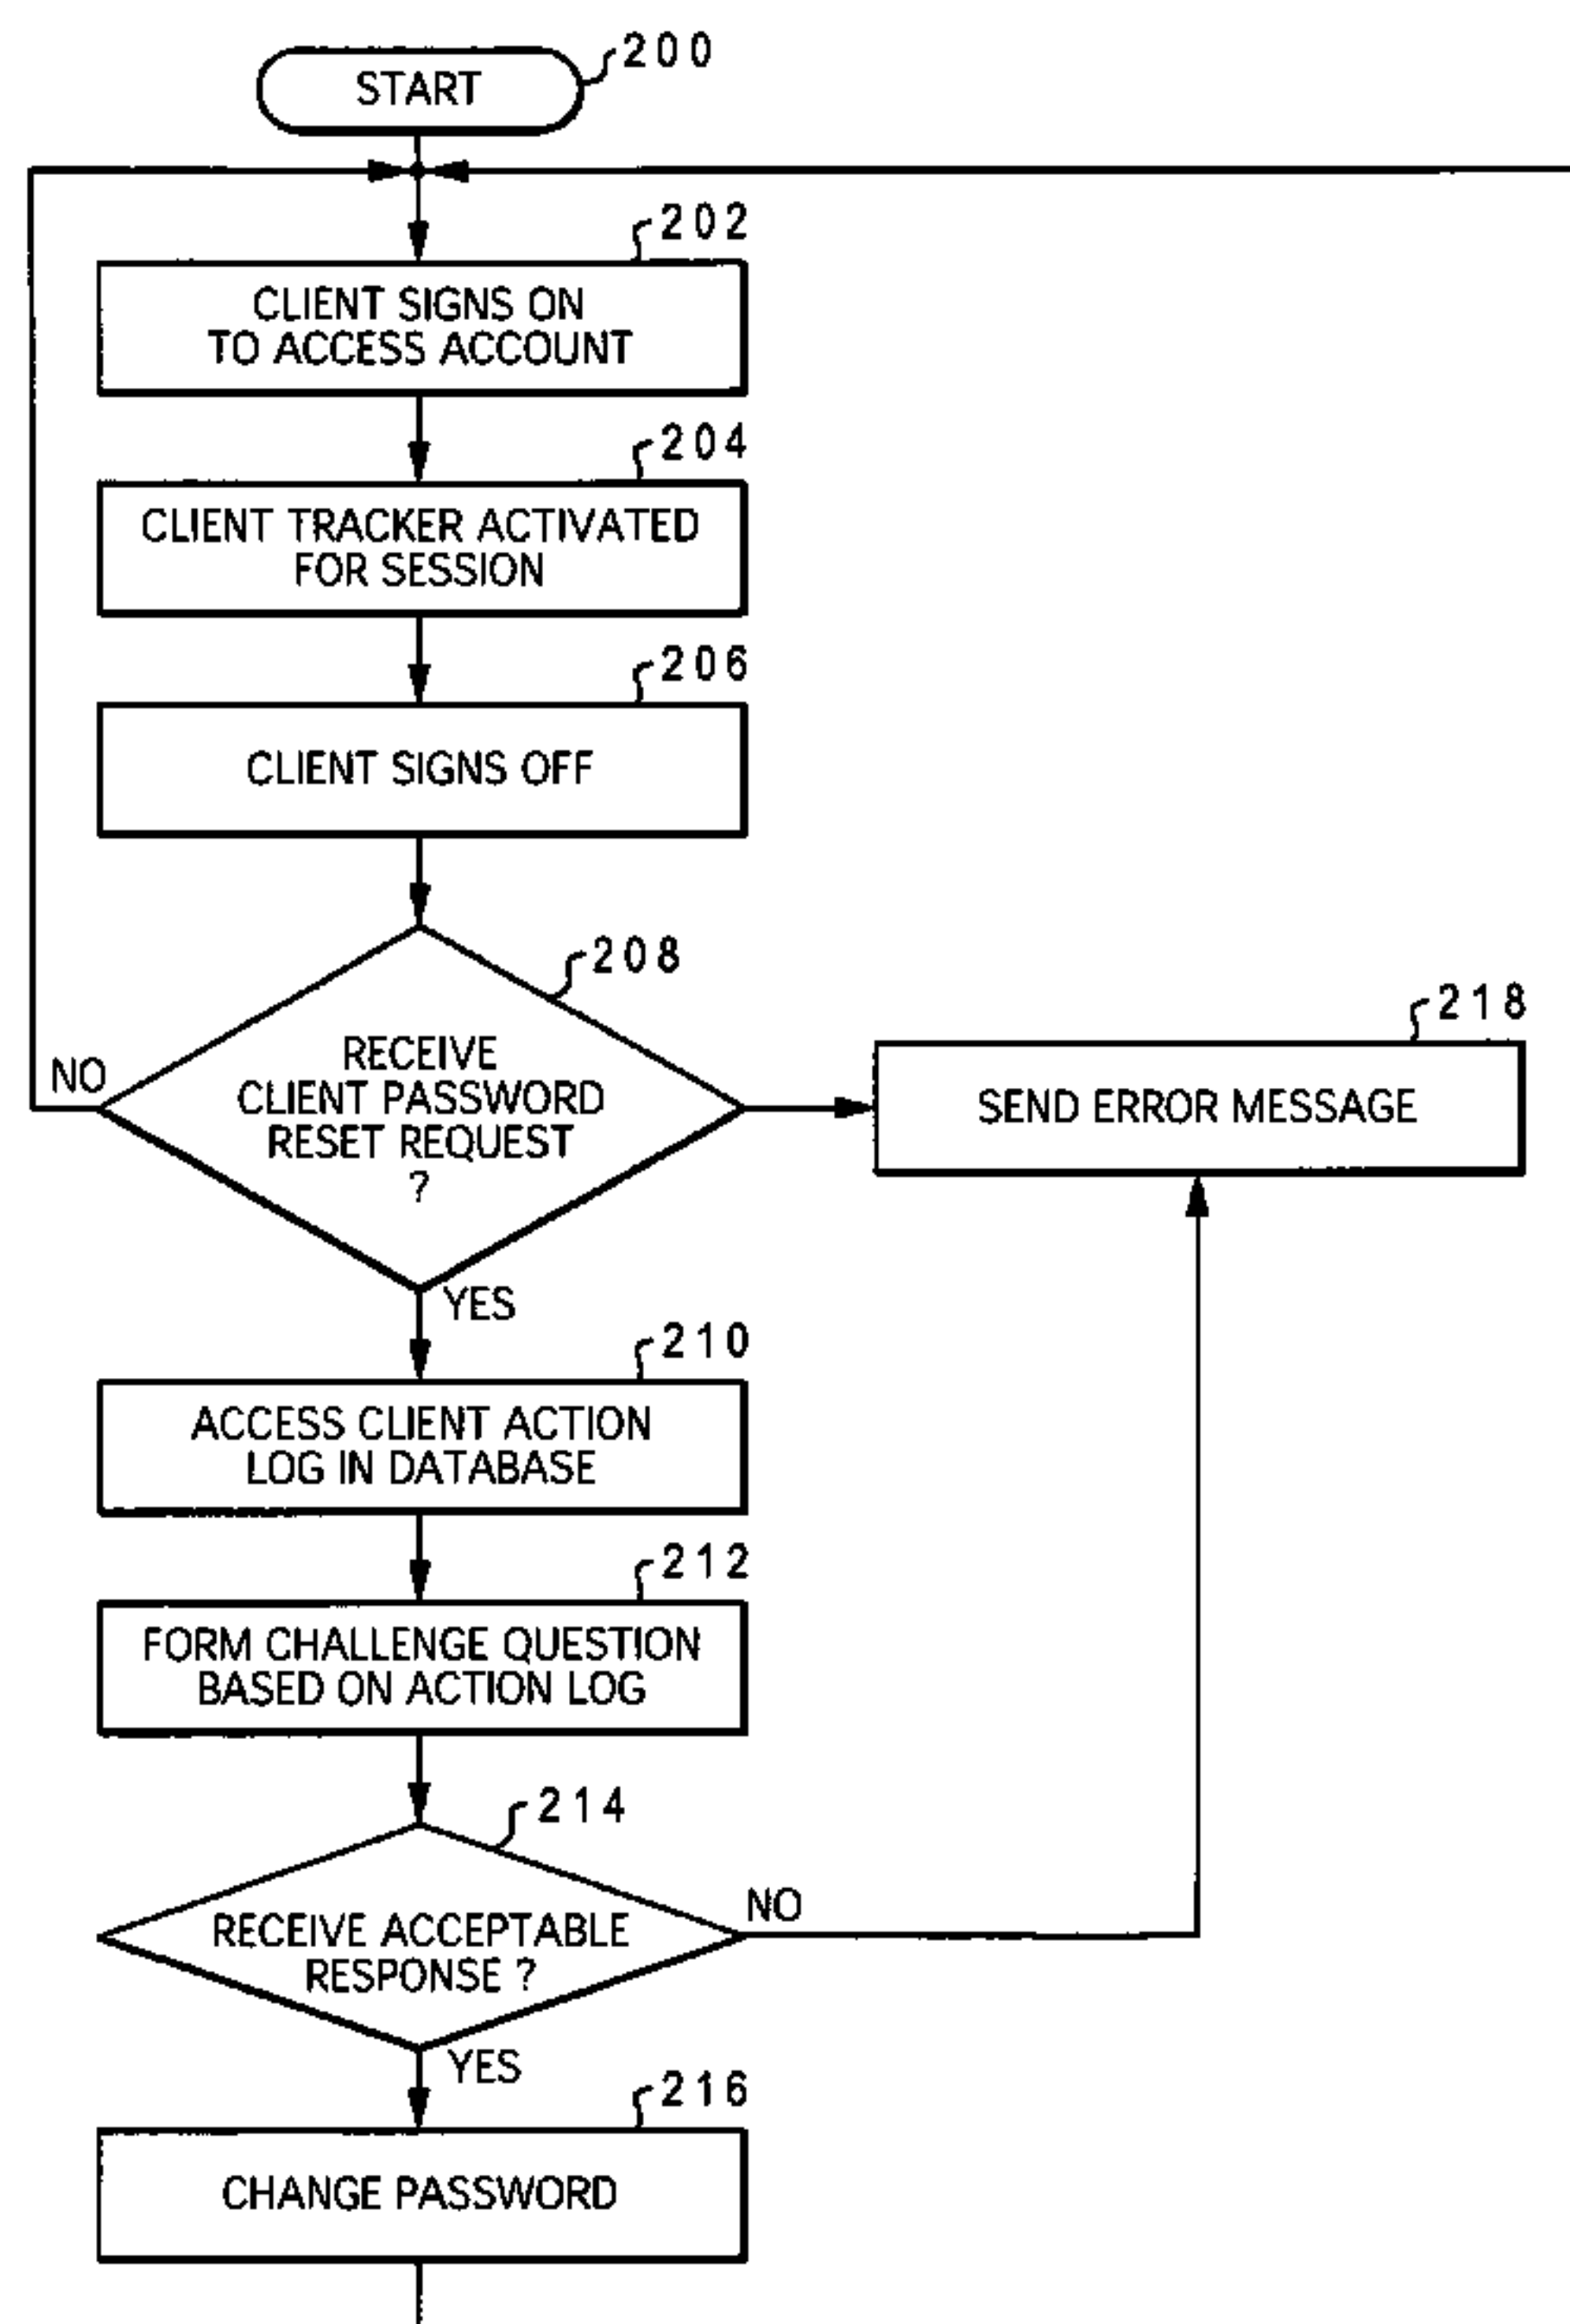 200
START
202
CLIENT SIGNS ON
TO ACCESS ACCOUNT
204
CLIENT TRACKER ACTIVATED
FOR SESSION
206
CLIENT SIGNS OFF
208
RECEIVE
CLIENT PASSWORD
RESET REQUEST
?
NO
YES
218
SEND ERROR MESSAGE
210
ACCESS CLIENT ACTION
LOG IN DATABASE
212
FORM CHALLENGE QUESTION
BASED ON ACTION LOG
214
RECEIVE ACCEPTABLE
RESPONSE ?
NO
YES
216
CHANGE PASSWORD